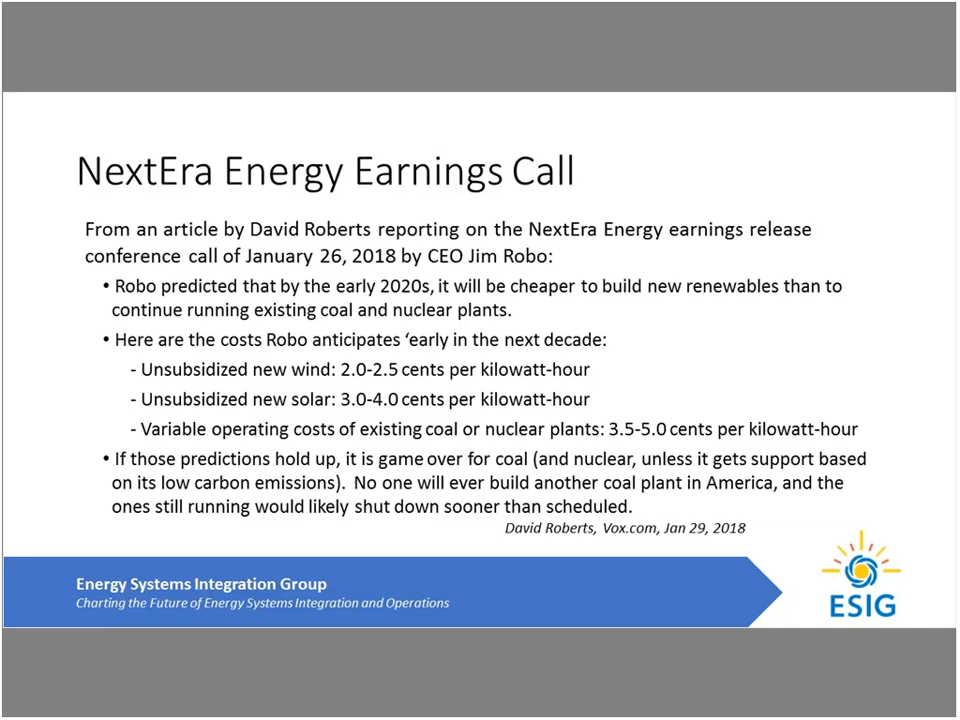 NextEra Energy Earnings Call
From an article by David Roberts reporting on the NextEra Energy earnings release
conference call of January 26, 2018 by CEO Jim Robo:
• Robo predicted that by the early 2020s, it will be cheaper to build new renewables than to
continue running existing coal and nuclear plants.
• Here are the costs Robo anticipates ‘early in the next decade:
- Unsubsidized new wind: 2.0-2.5 cents per kilowatt-hour
- Unsubsidized new solar: 3.0-4.0 cents per kilowatt-hour
- Variable operating costs of existing coal or nuclear plants: 3.5-5.0 cents per kilowatt-hour
• If those predictions hold up, it is game over for coal (and nuclear, unless it gets support based
on its low carbon emissions). No one will ever build another coal plant in America, and the
ones still running would likely shut down sooner than scheduled.
David Roberts, Vox.com, Jan 29, 2018
Energy Systems Integration Group
Charting the Future of Energy Systems Integration and Operations
ESIG